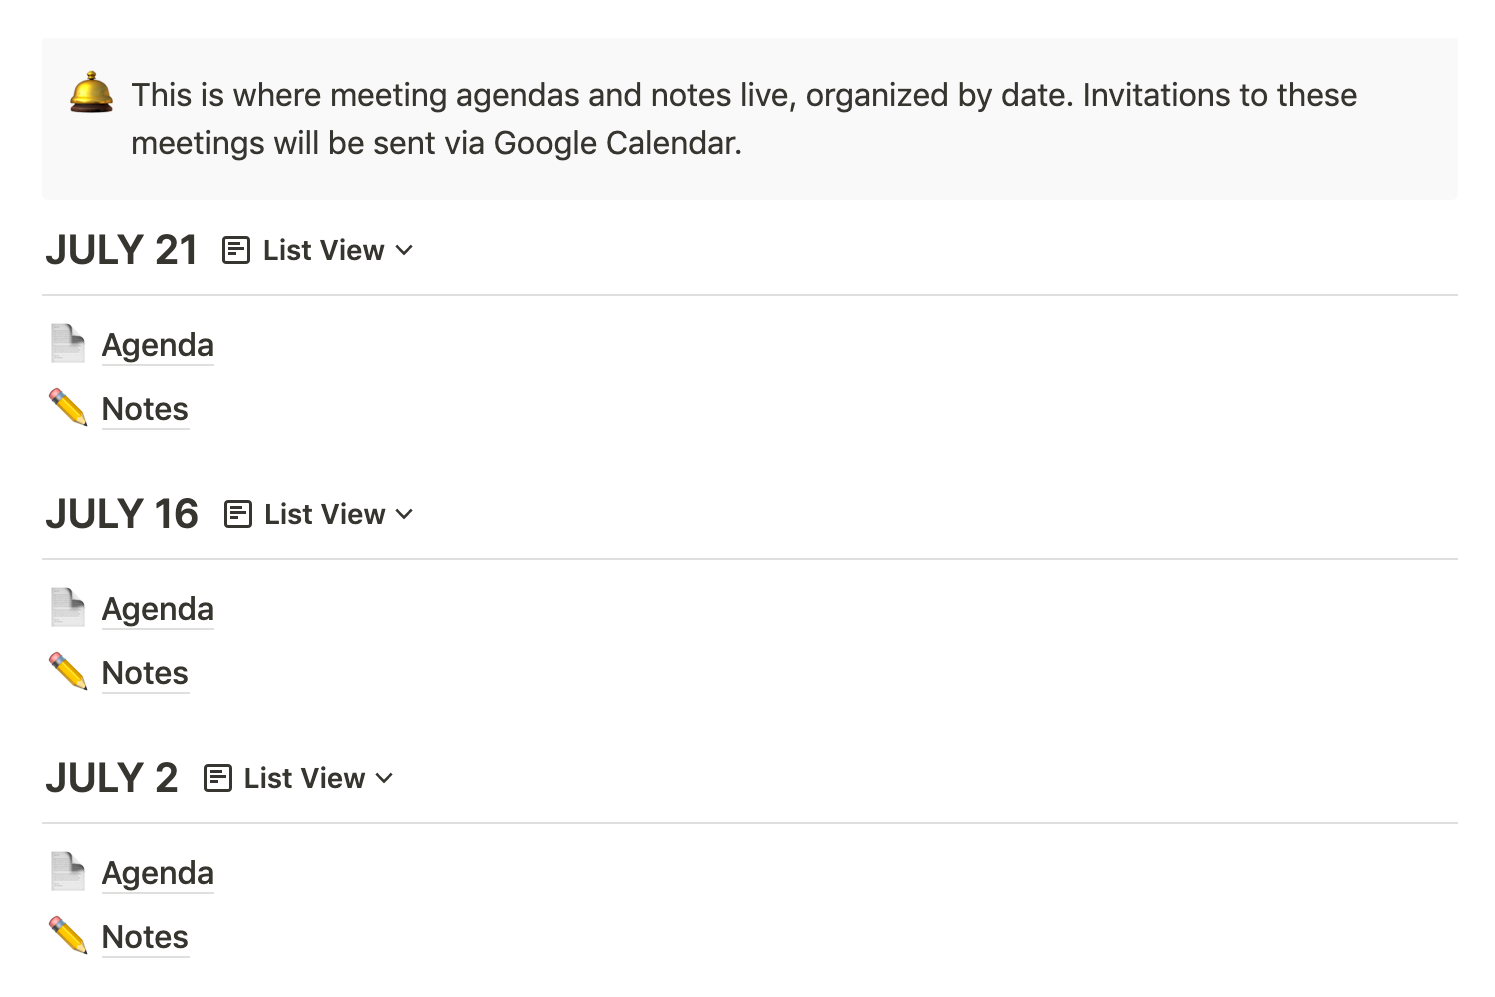 This is where meeting agendas and notes live, organized by date. Invitations to these
meetings will be sent via Google Calendar.
JULY 21 List View
Agenda
Notes
JULY 16 List View
Agenda
Notes
JULY 2 List View
Agenda
Notes